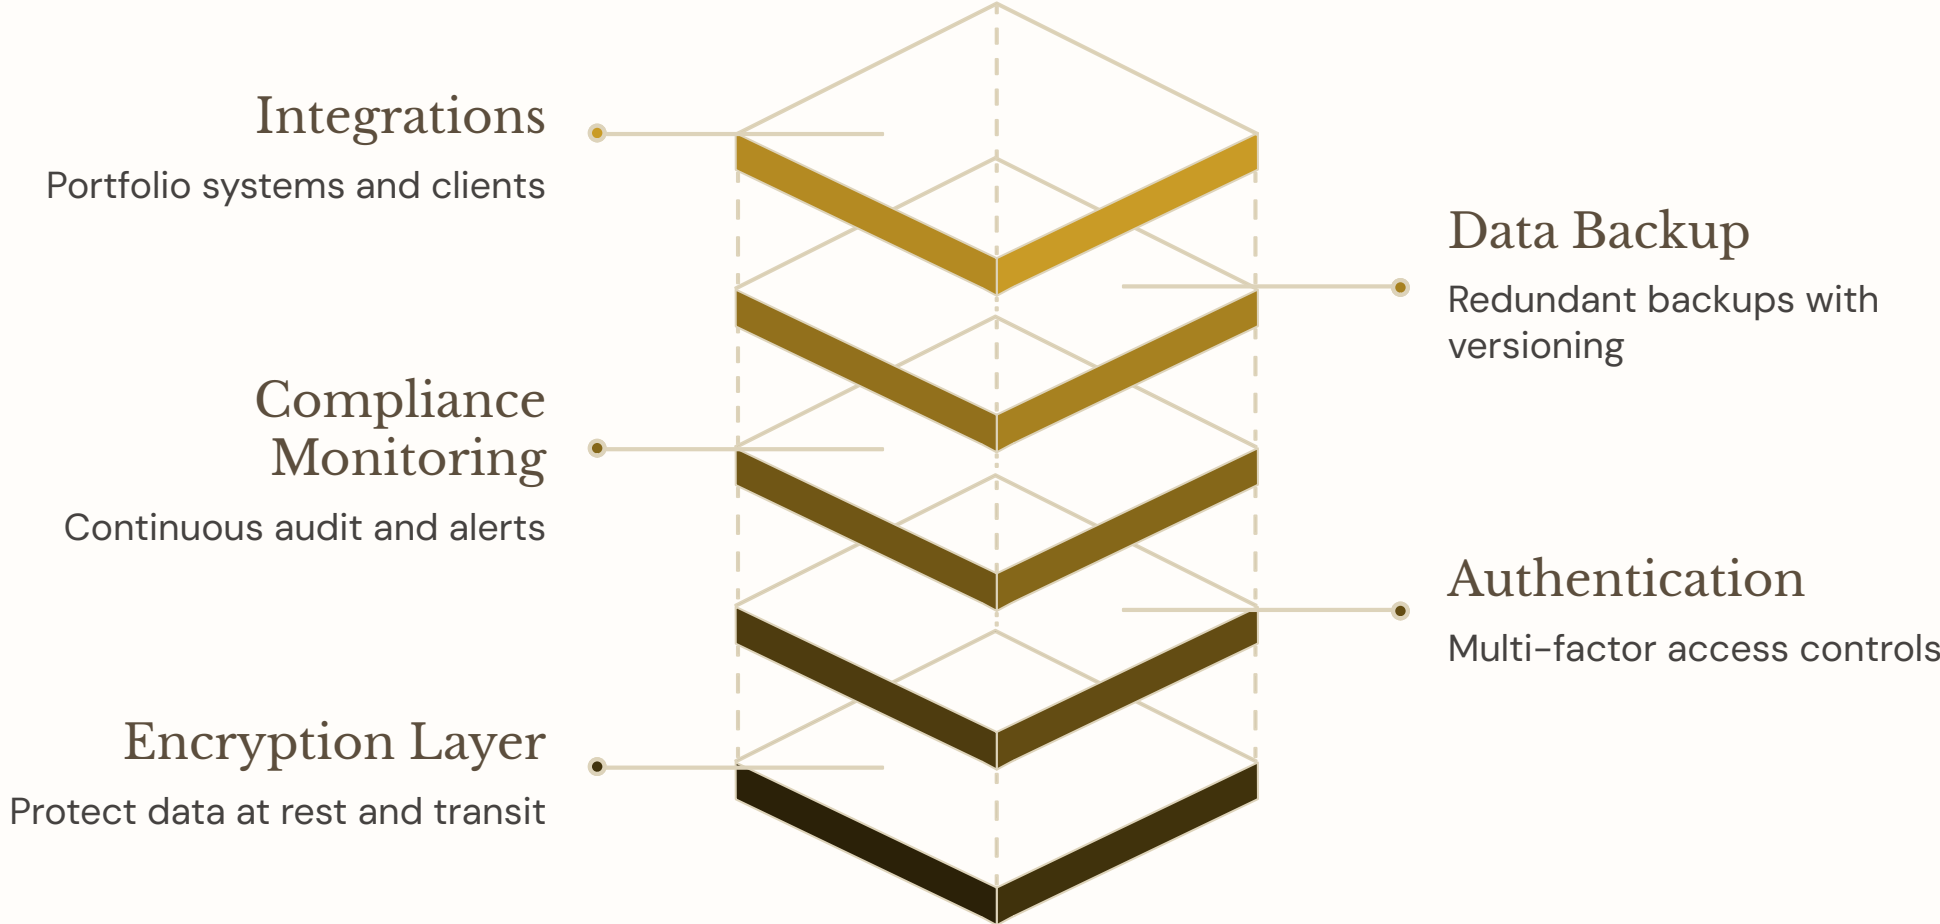 Integrations
Portfolio systems and clients
Data Backup
Redundant backups with
versioning
Compliance
Monitoring
Continuous audit and alerts
Authentication
Multi-factor access controls
Encryption Layer
Protect data at rest and transit